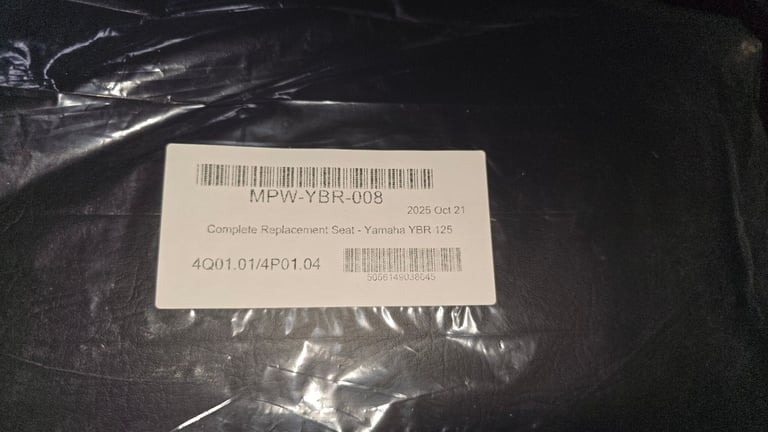 MPW-YBR-008
2025 Oct 21
Complete Replacement Seat - Yamaha YBR 125
4Q01.01/4P01.04
5056149038645